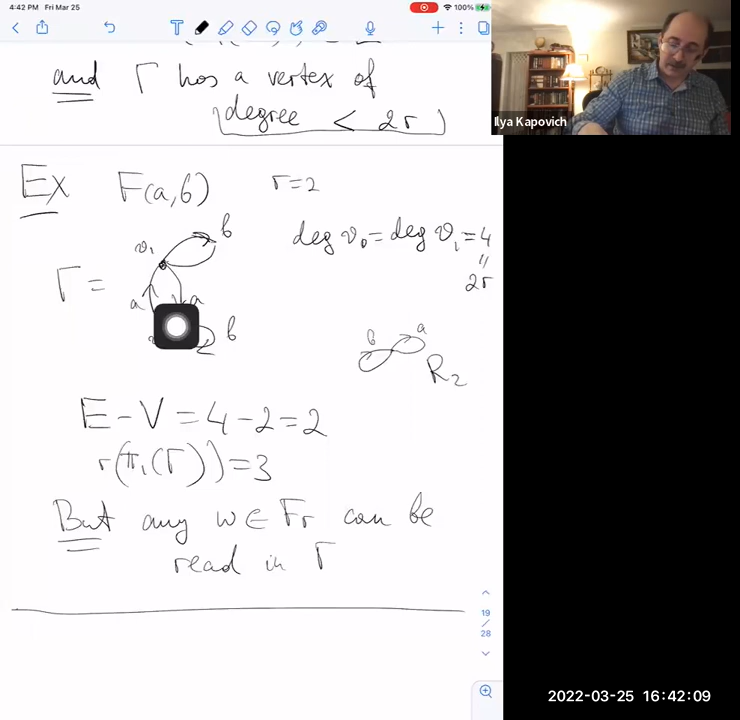 4:42 PM Fri Mar 25
100%
and Γ has a vertex of
degree < 2r
Ilya Kapovich
Ex F(a,b) r=2
deg v₀ = deg v₁ = 4
"
2r
v₁
b
Γ =
a
a
b
b
a
R₂
E - V = 4 - 2 = 2
r(π₁(Γ)) = 3
But any w ∈ Fr can be
read in Γ
19
/
28
2022-03-25 16:42:09